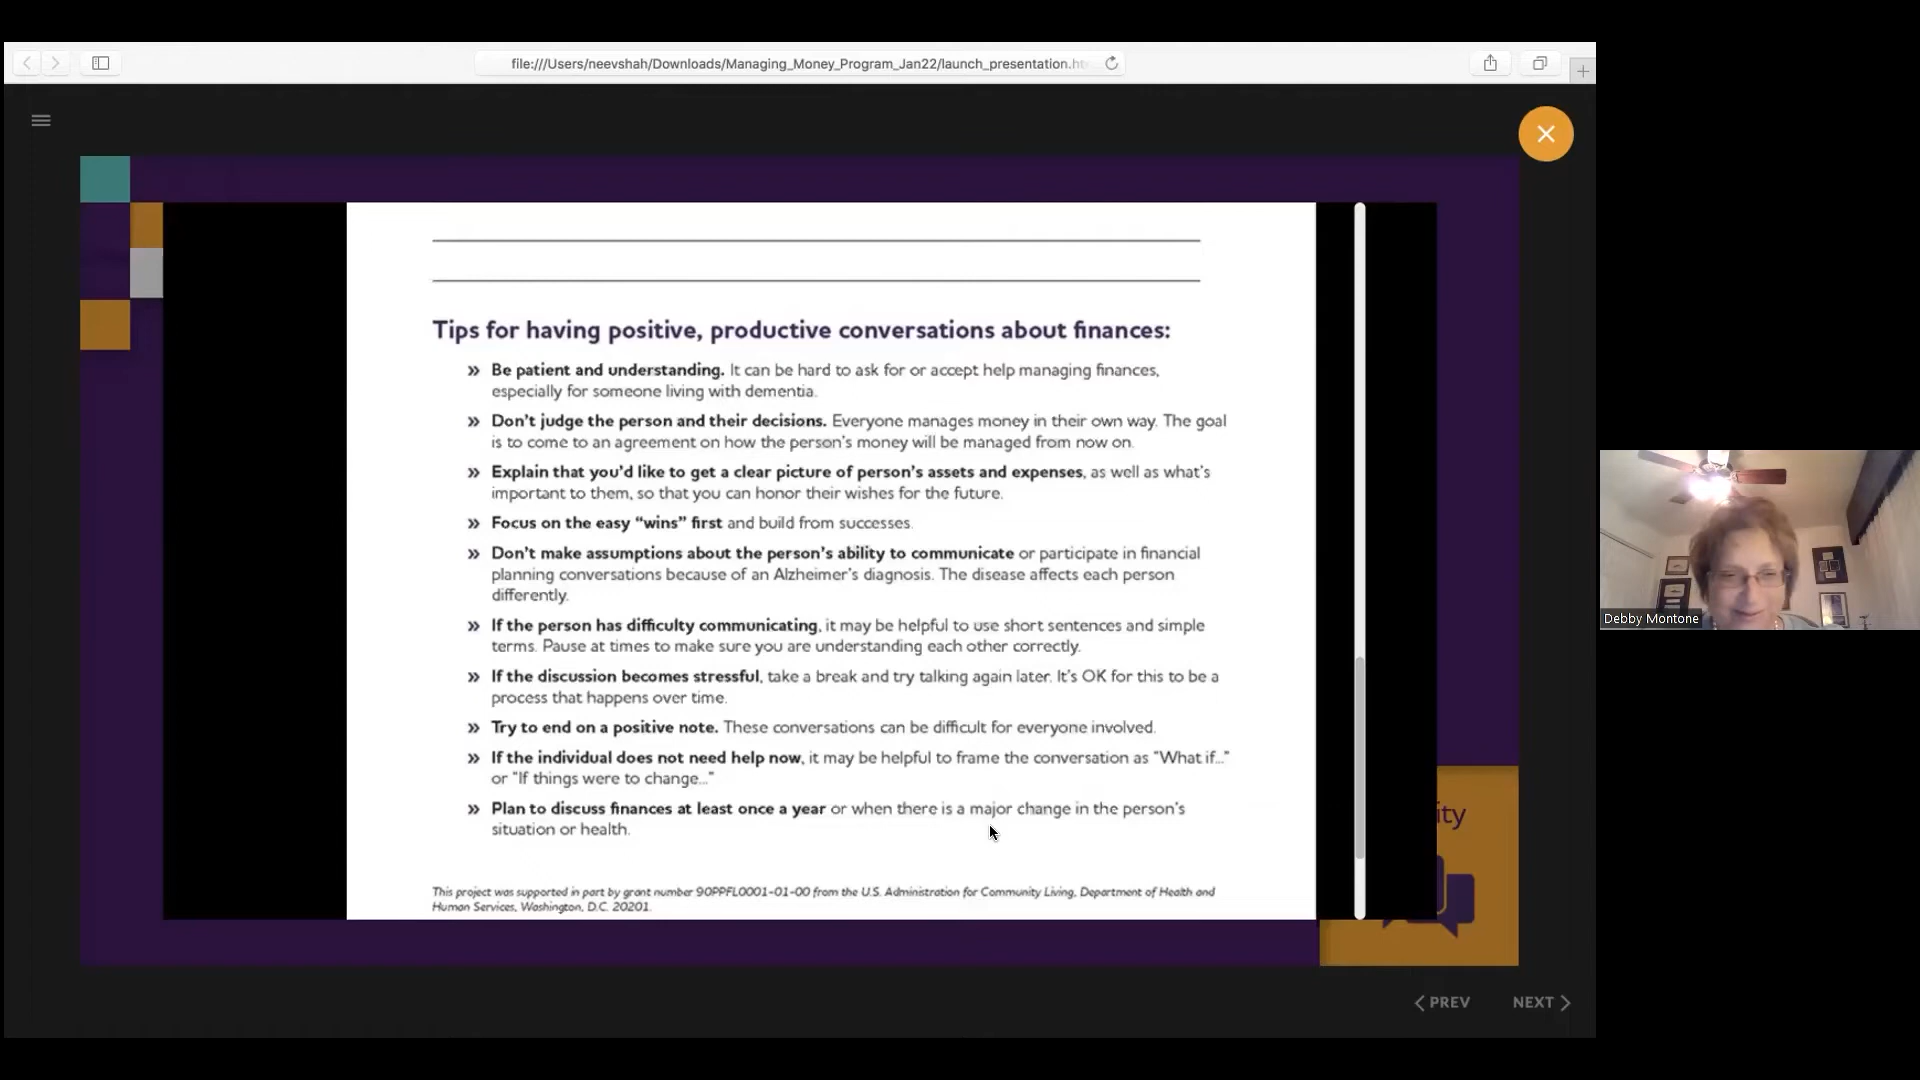 file:///Users/neevshah/Downloads/Managing_Money_Program_Jan22/launch_presentation.h
Tips for having positive, productive conversations about finances:
» Be patient and understanding. It can be hard to ask for or accept help managing finances,
especially for someone living with dementia.
» Don't judge the person and their decisions. Everyone manages money in their own way. The goal
is to come to an agreement on how the person's money will be managed from now on.
» Explain that you'd like to get a clear picture of person's assets and expenses, as well as what's
important to them, so that you can honor their wishes for the future.
» Focus on the easy “wins” first and build from successes.
» Don't make assumptions about the person's ability to communicate or participate in financial
planning conversations because of an Alzheimer's diagnosis. The disease affects each person
differently.
» If the person has difficulty communicating, it may be helpful to use short sentences and simple
terms. Pause at times to make sure you are understanding each other correctly.
» If the discussion becomes stressful, take a break and try talking again later. It's OK for this to be a
process that happens over time.
» Try to end on a positive note. These conversations can be difficult for everyone involved.
» If the individual does not need help now, it may be helpful to frame the conversation as “What if...”
or “If things were to change...”
» Plan to discuss finances at least once a year or when there is a major change in the person's
situation or health.
This project was supported in part by grant number 90PPFL0001-01-00 from the U.S. Administration for Community Living, Department of Health and
Human Services, Washington, D.C. 20201.
ity
PREV NEXT
Debby Montone